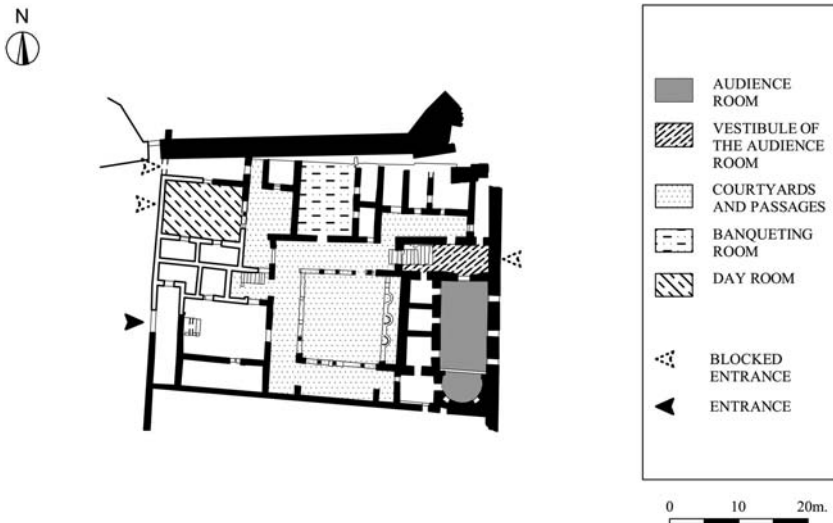 N
AUDIENCE
ROOM
VESTIBULE OF
THE AUDIENCE
ROOM
COURTYARDS
AND PASSAGES
BANQUETING
ROOM
DAY ROOM
BLOCKED
ENTRANCE
ENTRANCE
0 10 20m.